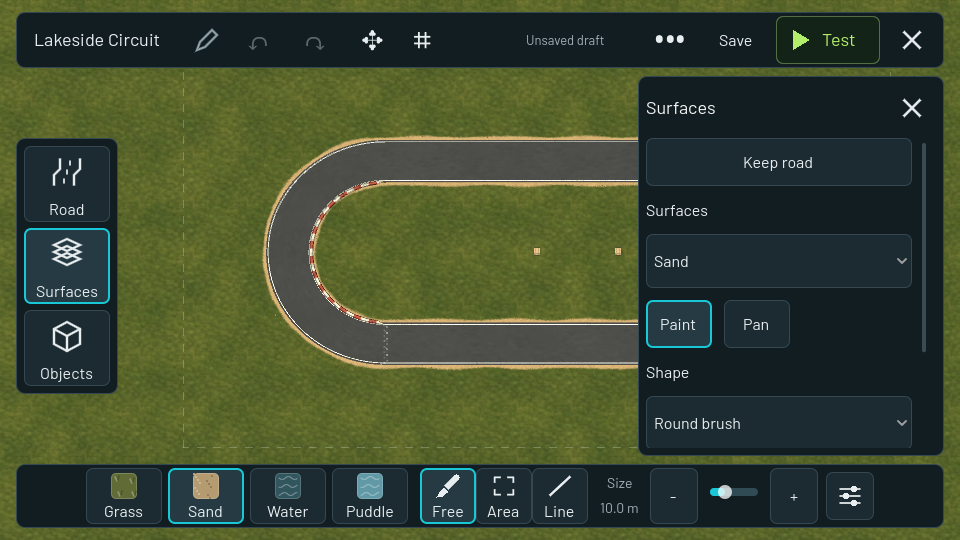 Lakeside Circuit
Unsaved draft
Save
Test
Road
Surfaces
Objects
Surfaces
Keep road
Surfaces
Sand
Paint
Pan
Shape
Round brush
Grass
Sand
Water
Puddle
Free
Area
Line
Size
10.0 m
-
+